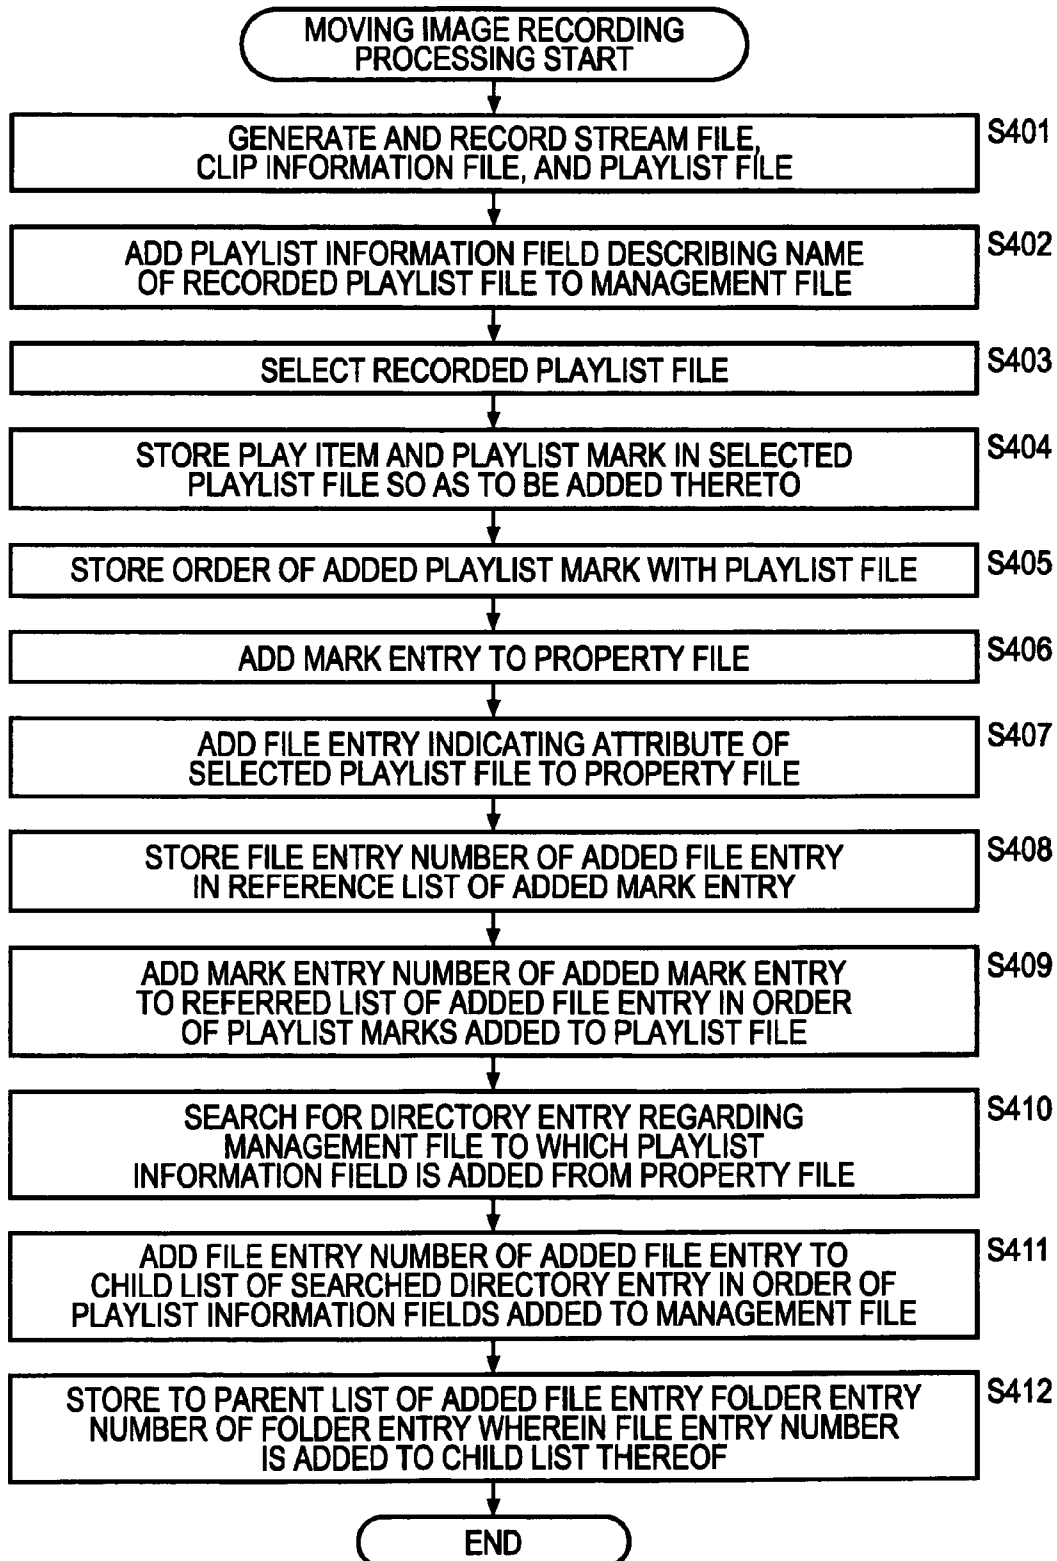 MOVING IMAGE RECORDING
PROCESSING START
S401
GENERATE AND RECORD STREAM FILE,
CLIP INFORMATION FILE, AND PLAYLIST FILE
S402
ADD PLAYLIST INFORMATION FIELD DESCRIBING NAME
OF RECORDED PLAYLIST FILE TO MANAGEMENT FILE
S403
SELECT RECORDED PLAYLIST FILE
S404
STORE PLAY ITEM AND PLAYLIST MARK IN SELECTED
PLAYLIST FILE SO AS TO BE ADDED THERETO
S405
STORE ORDER OF ADDED PLAYLIST MARK WITH PLAYLIST FILE
S406
ADD MARK ENTRY TO PROPERTY FILE
S407
ADD FILE ENTRY INDICATING ATTRIBUTE OF
SELECTED PLAYLIST FILE TO PROPERTY FILE
S408
STORE FILE ENTRY NUMBER OF ADDED FILE ENTRY
IN REFERENCE LIST OF ADDED MARK ENTRY
S409
ADD MARK ENTRY NUMBER OF ADDED MARK ENTRY
TO REFERRED LIST OF ADDED FILE ENTRY IN ORDER
OF PLAYLIST MARKS ADDED TO PLAYLIST FILE
S410
SEARCH FOR DIRECTORY ENTRY REGARDING
MANAGEMENT FILE TO WHICH PLAYLIST
INFORMATION FIELD IS ADDED FROM PROPERTY FILE
S411
ADD FILE ENTRY NUMBER OF ADDED FILE ENTRY TO
CHILD LIST OF SEARCHED DIRECTORY ENTRY IN ORDER OF
PLAYLIST INFORMATION FIELDS ADDED TO MANAGEMENT FILE
S412
STORE TO PARENT LIST OF ADDED FILE ENTRY FOLDER ENTRY
NUMBER OF FOLDER ENTRY WHEREIN FILE ENTRY NUMBER
IS ADDED TO CHILD LIST THEREOF
END